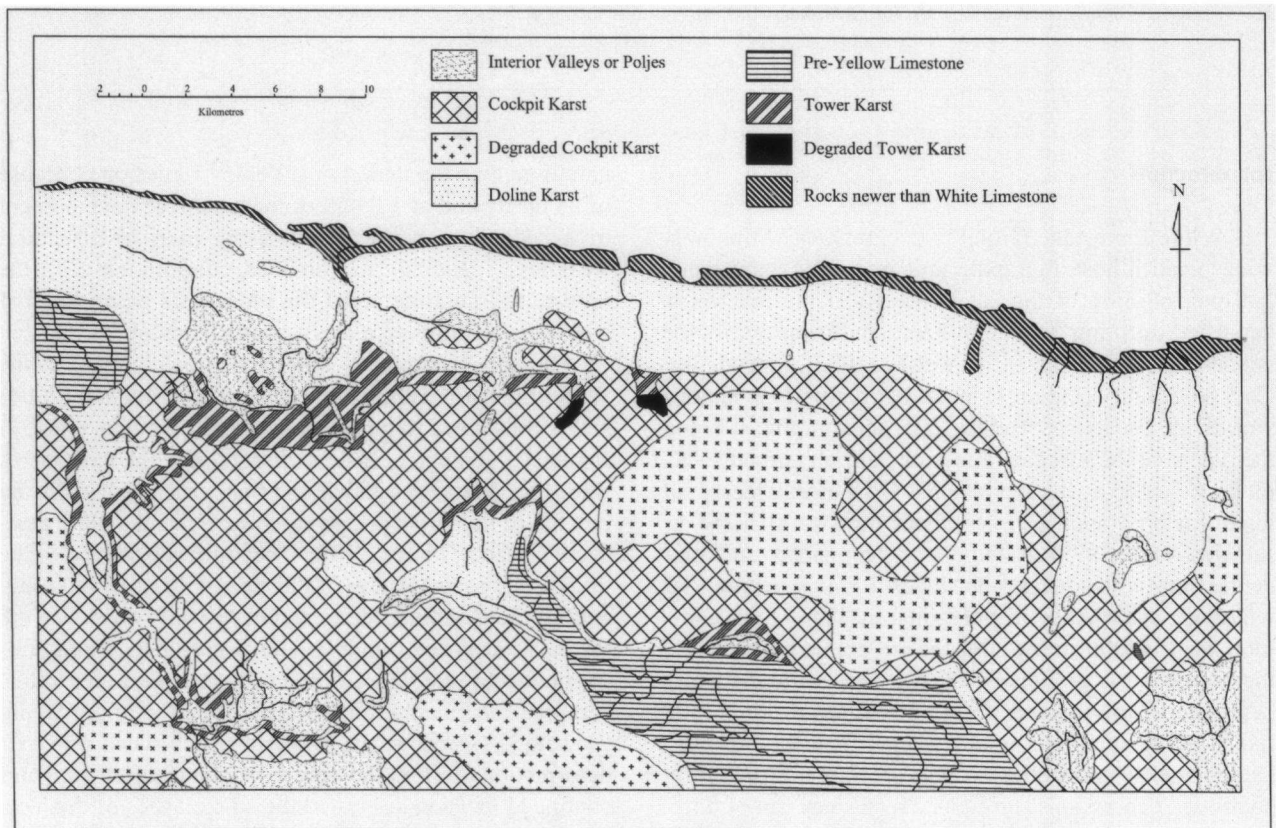 2 0 2 4 6 8 10
Kilometres
Interior Valleys or Poljes
Cockpit Karst
Degraded Cockpit Karst
Doline Karst
Pre-Yellow Limestone
Tower Karst
Degraded Tower Karst
Rocks newer than White Limestone
N